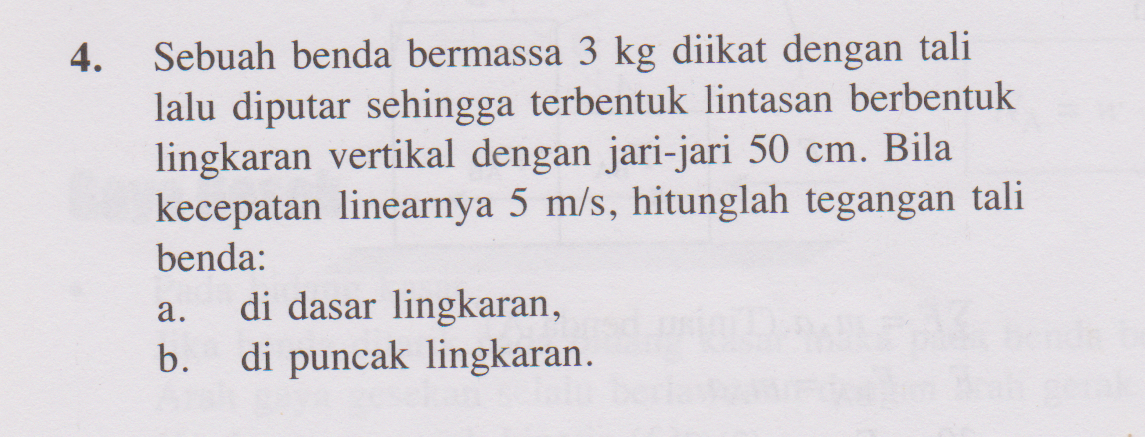 4. Sebuah benda bermassa 3 kg diikat dengan tali
lalu diputar sehingga terbentuk lintasan berbentuk
lingkaran vertikal dengan jari-jari 50 cm. Bila
kecepatan linearnya 5 m/s, hitunglah tegangan tali
benda:
a. di dasar lingkaran,
b. di puncak lingkaran.